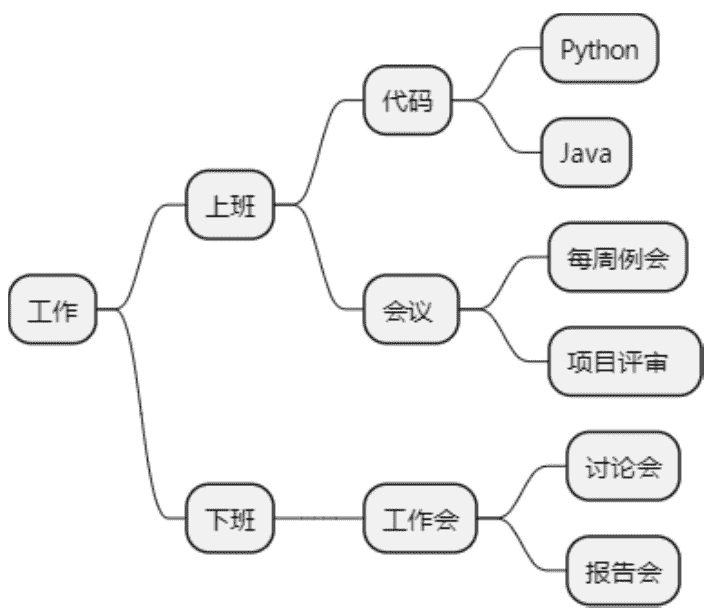 Python
代码
Java
上班
每周例会
工作
会议
项目评审
讨论会
下班
工作会
报告会